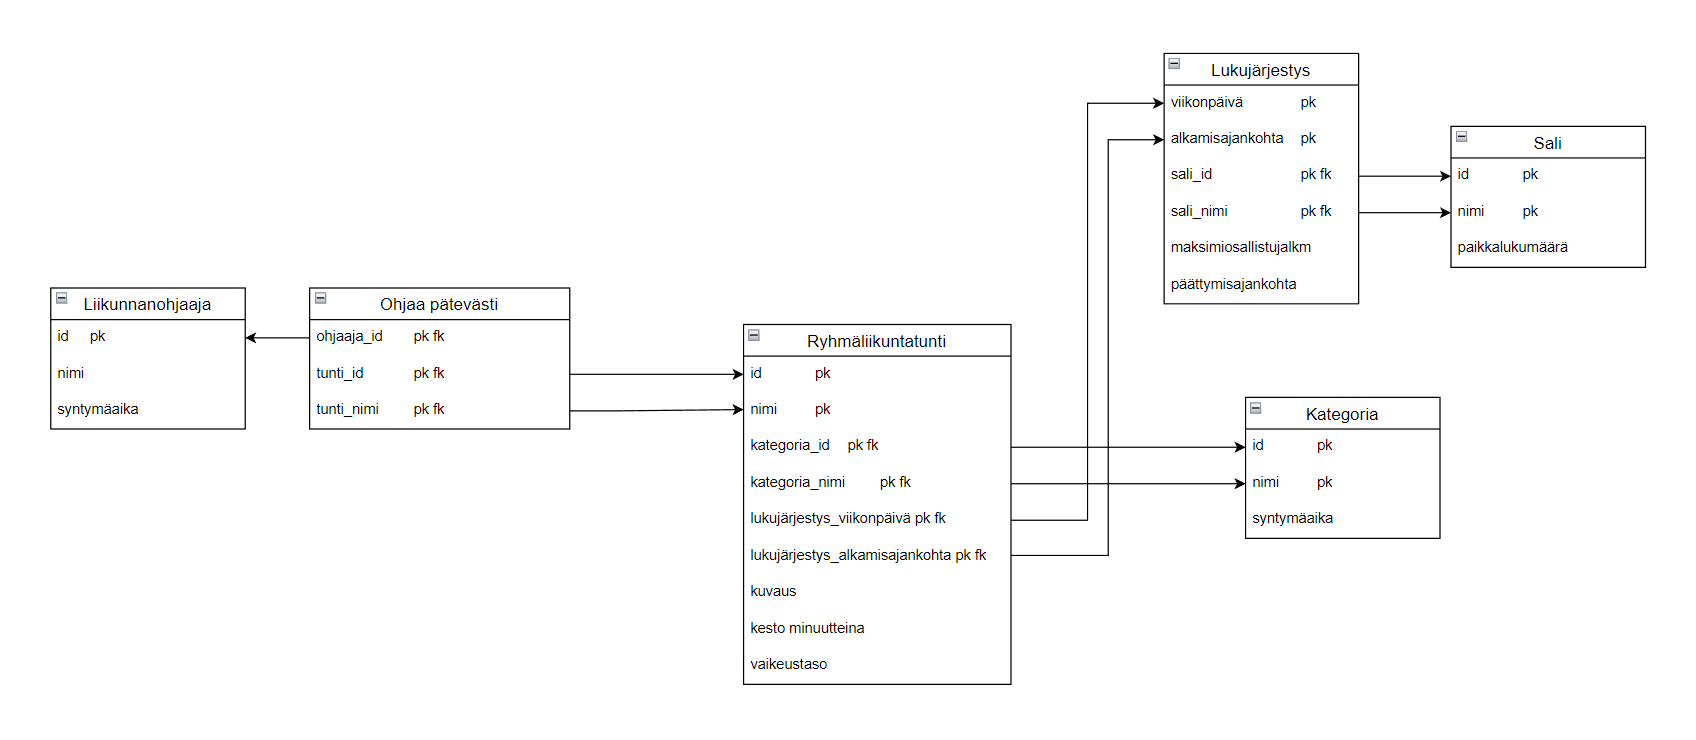 Lukujärjestys
viikonpäivä pk
alkamisajankohta pk
sali_id pk fk
sali_nimi pk fk
maksimiosallistujalkm
päättymisajankohta
Sali
id pk
nimi pk
paikkalukumäärä
Liikunnanohjaaja
id pk
nimi
syntymäaika
Ohjaa pätevästi
ohjaaja_id pk fk
tunti_id pk fk
tunti_nimi pk fk
Ryhmäliikuntatunti
id pk
nimi pk
kategoria_id pk fk
kategoria_nimi pk fk
lukujärjestys_viikonpäivä pk fk
lukujärjestys_alkamisajankohta pk fk
kuvaus
kesto minuutteina
vaikeustaso
Kategoria
id pk
nimi pk
syntymäaika